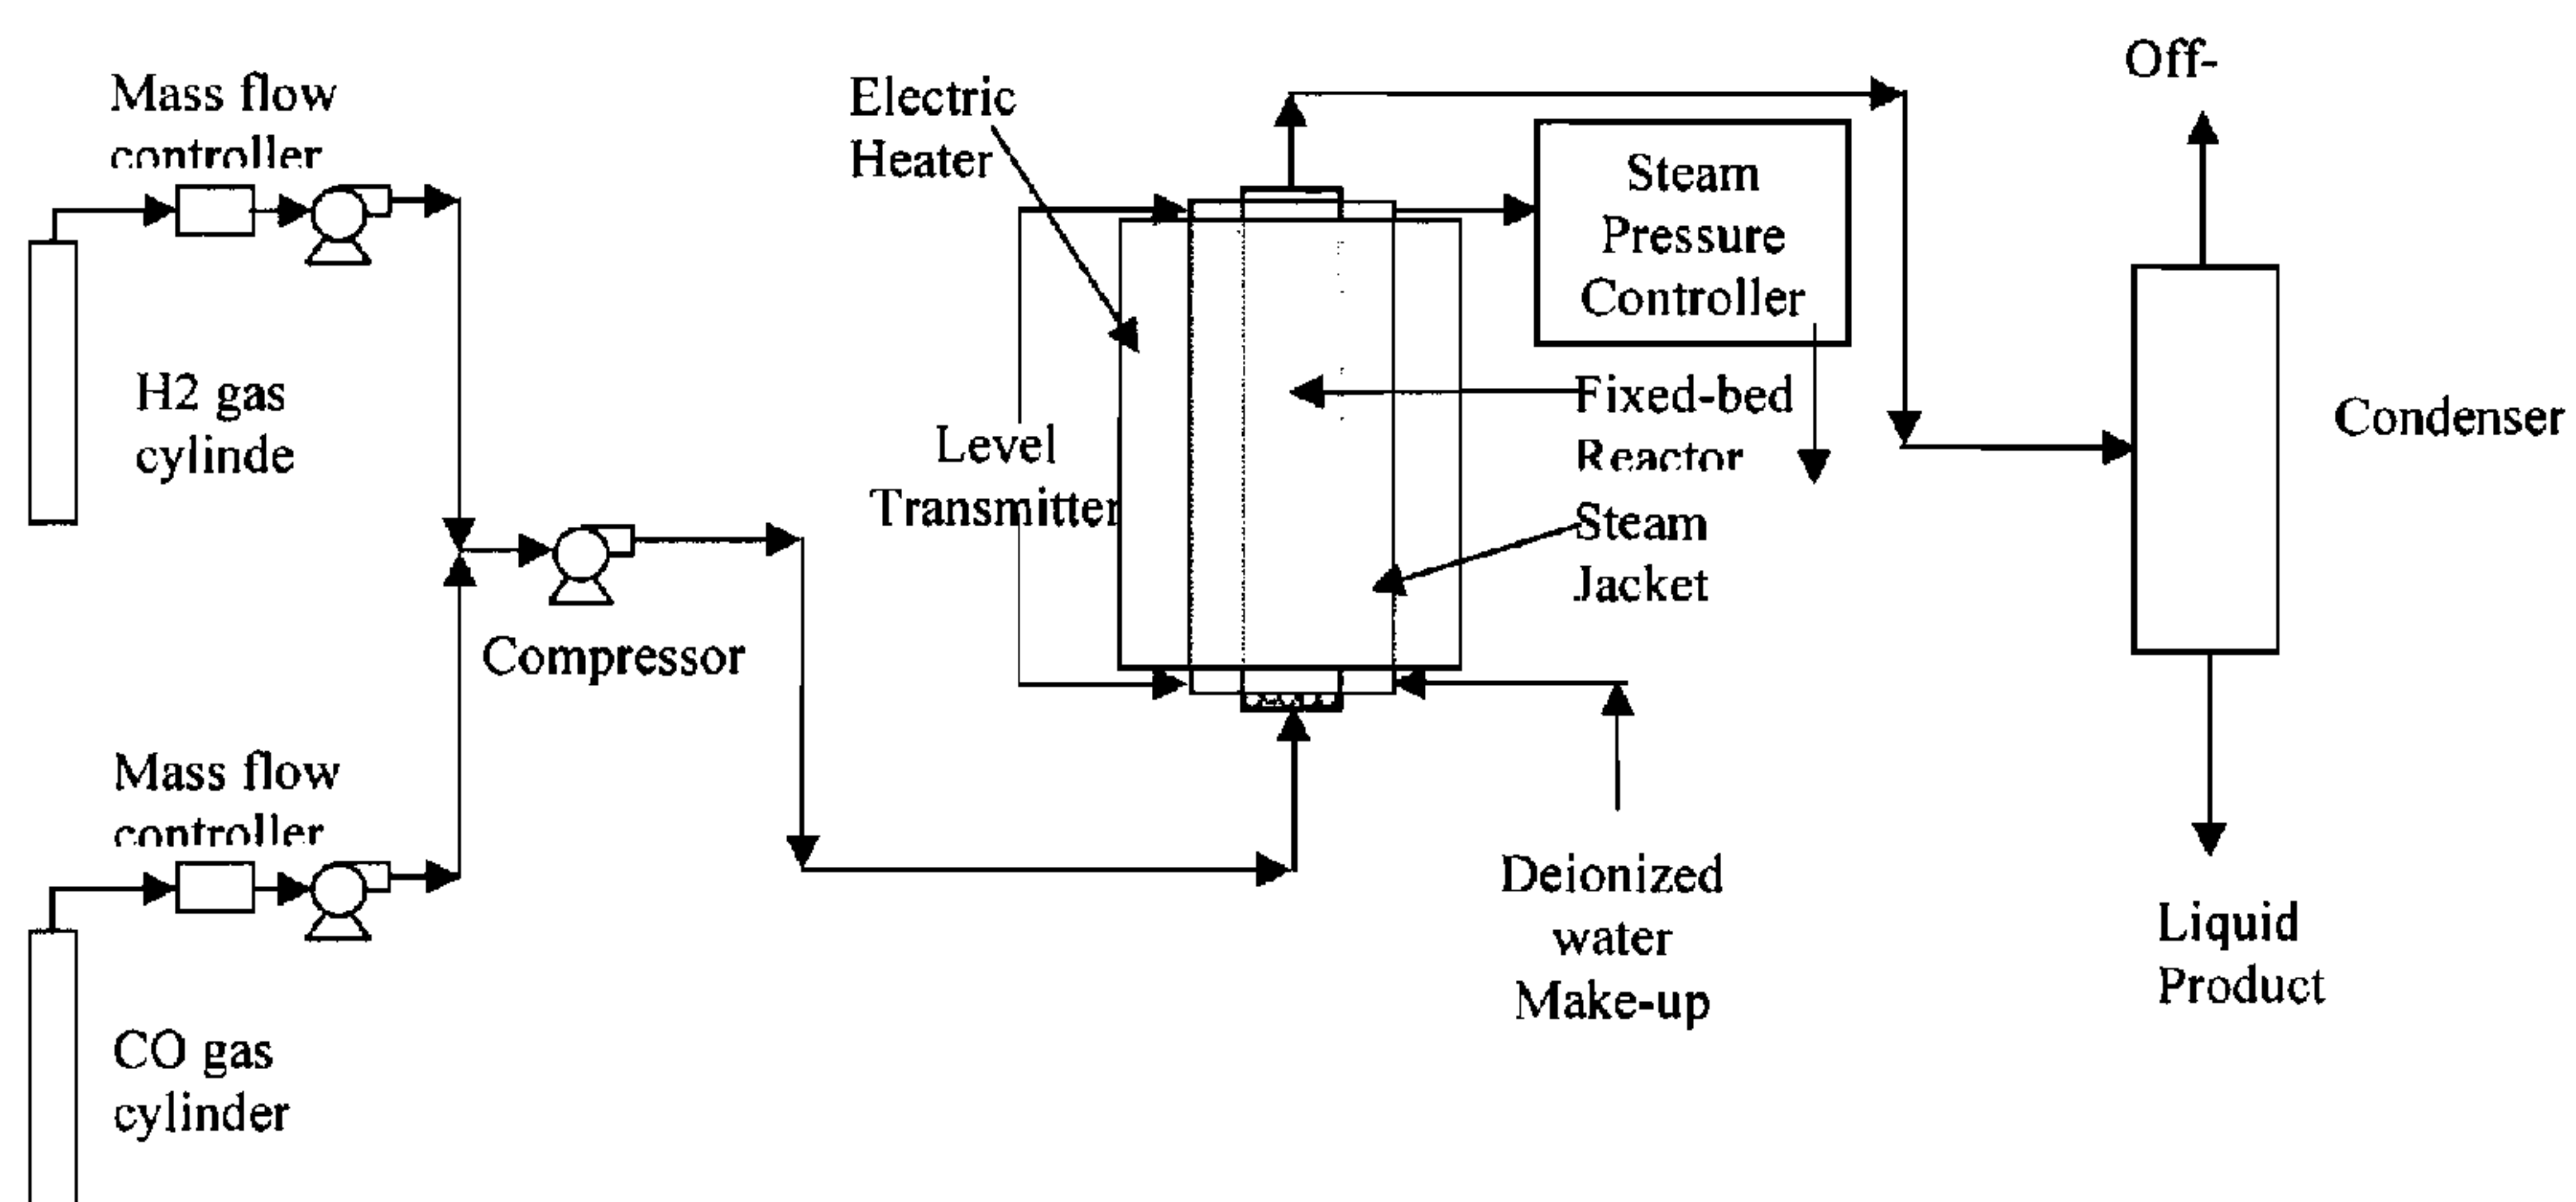 Mass flow
controller
H2 gas
cylinde
Compressor
Mass flow
controller
CO gas
cylinder
Electric
Heater
Level
Transmitter
Steam
Pressure
Controller
Fixed-bed
Reactor
Steam
Jacket
Deionized
water
Make-up
Off-
Condenser
Liquid
Product